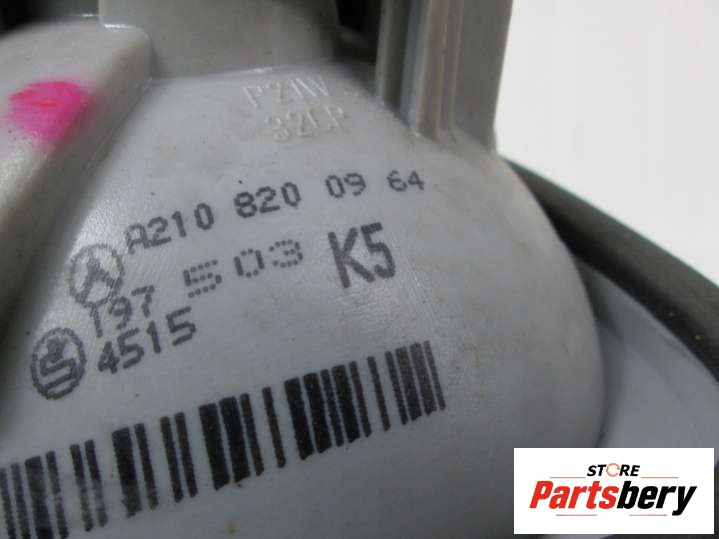 P21W
32CP
A210 820 09 64
197 503 K5
4515
STORE
Partsbery